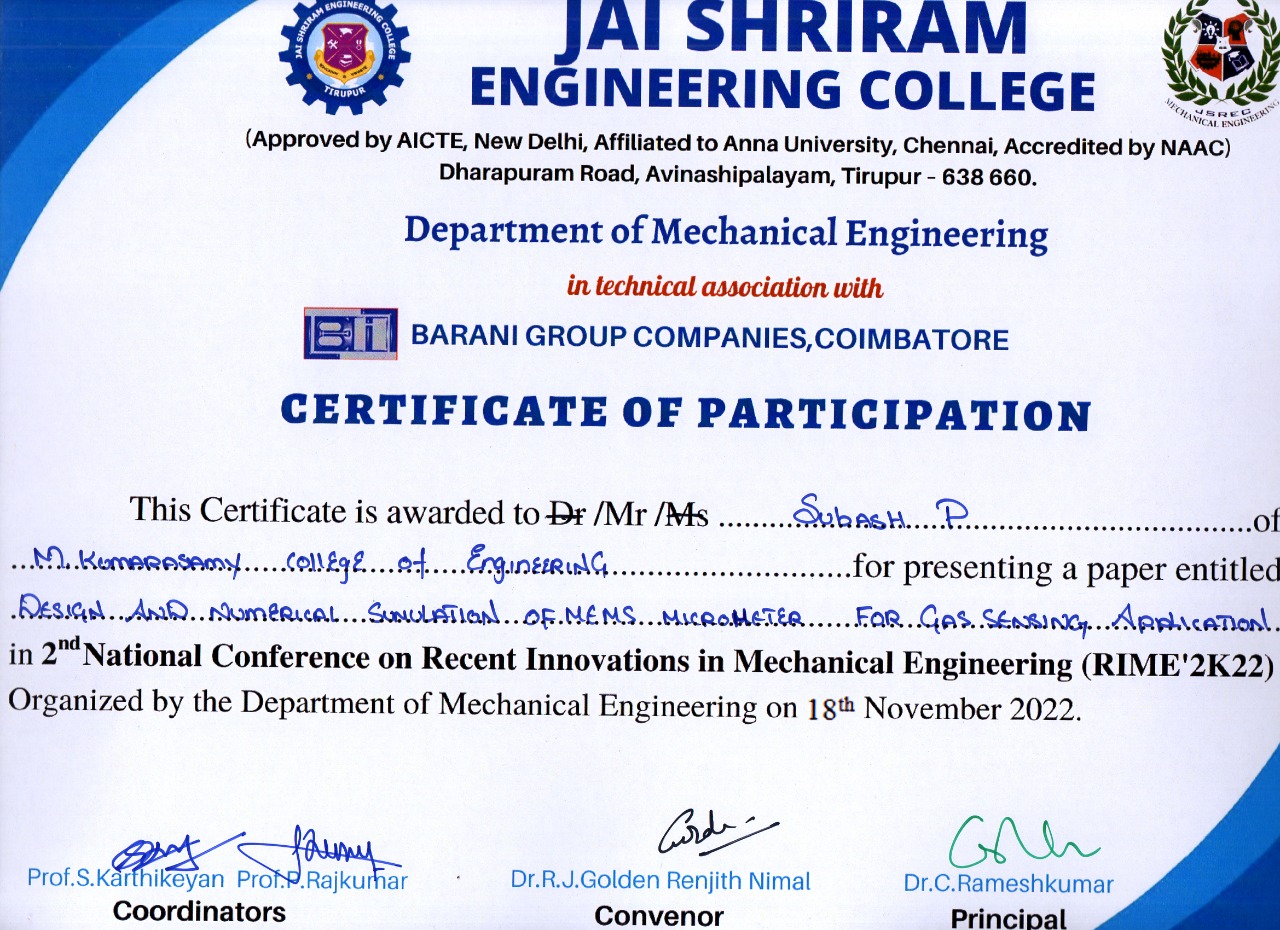 JAI SHRIRAM
ENGINEERING COLLEGE
JAI SHRIRAM ENGINEERING COLLEGE
TIRUPUR
JSREC
MECHANICAL ENGINEERING
(Approved by AICTE, New Delhi, Affiliated to Anna University, Chennai, Accredited by NAAC)
Dharapuram Road, Avinashipalayam, Tirupur – 638 660.
Department of Mechanical Engineering
in technical association with
BARANI GROUP COMPANIES,COIMBATORE
CERTIFICATE OF PARTICIPATION
This Certificate is awarded to Dr /Mr /Ms ..........Subash P..........of
M. Kumarasamy College of Engineering..........for presenting a paper entitled
Design And Numerical Simulation of MEMS Micrometer For Gas Sensing Application
in 2nd National Conference on Recent Innovations in Mechanical Engineering (RIME'2K22)
Organized by the Department of Mechanical Engineering on 18th November 2022.
Prof.S.Karthikeyan Prof.P.Rajkumar Dr.R.J.Golden Renjith Nimal Dr.C.Rameshkumar
Coordinators Convenor Principal